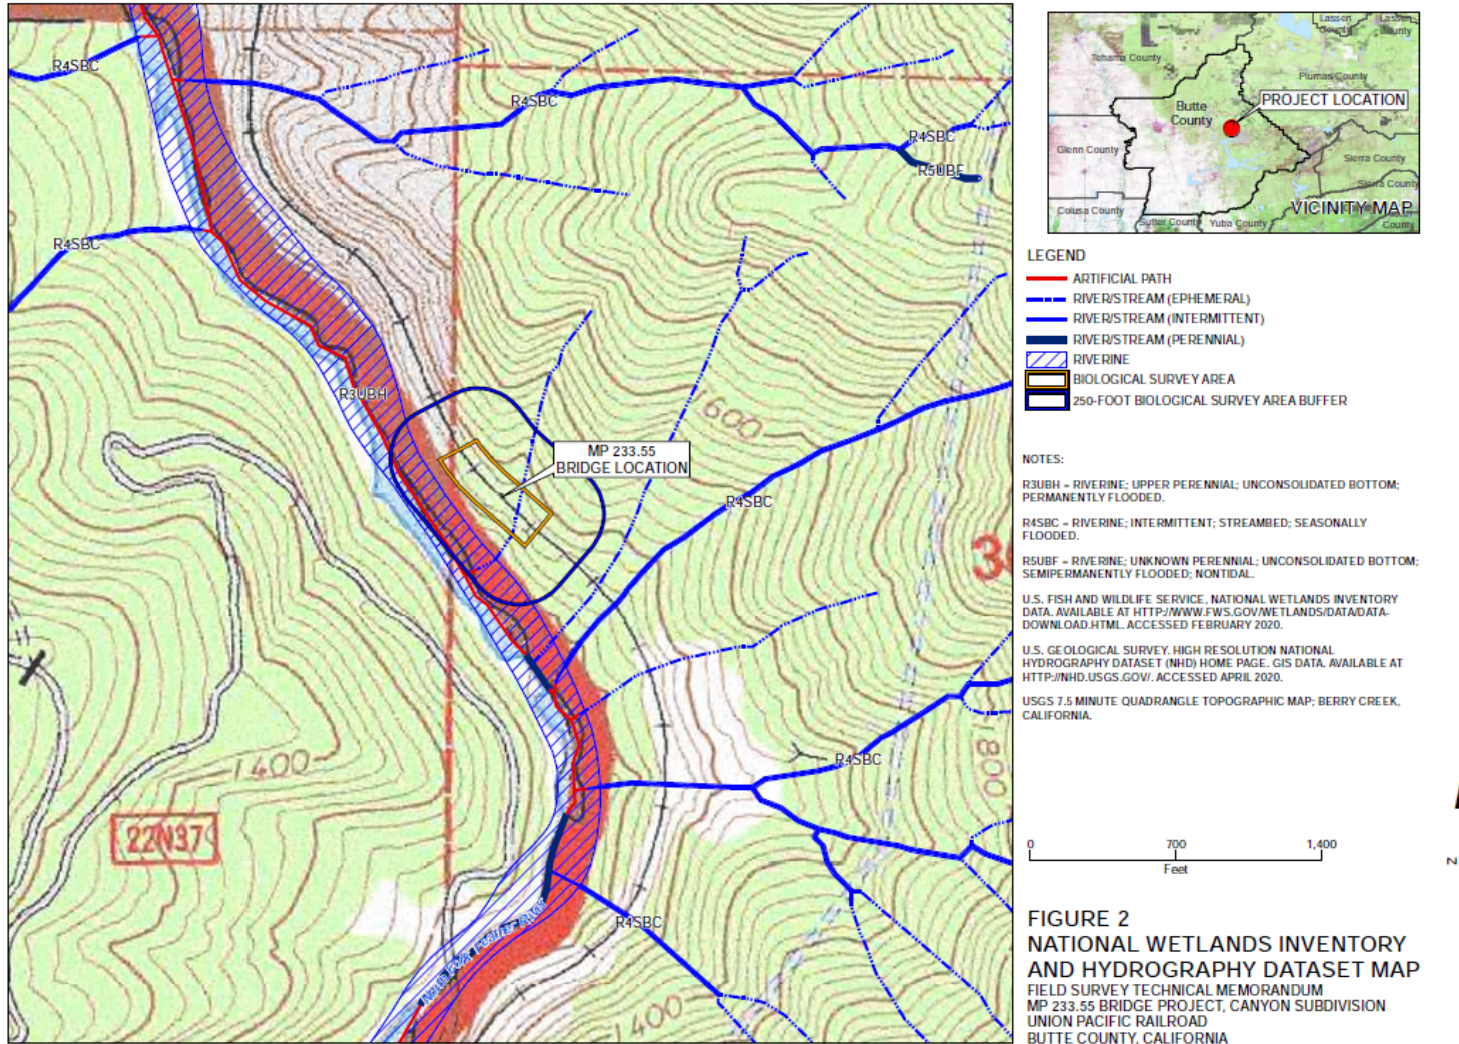 R4SBC
R4SBC
R4SBC
R5UBF
R4SBC
R3UBH
1600
MP 233.55
BRIDGE LOCATION
R4SBC
1400
22N37
R4SBC
1800
R4SBC
North Fork Feather River
1400
Lassen
County
Lassen
County
Tehama County
Plumas County
Butte
County
PROJECT LOCATION
Glenn County
Sierra County
Sierra County
Colusa County
Sutter County
Yuba County
VICINITY MAP
County
LEGEND
ARTIFICIAL PATH
RIVER/STREAM (EPHEMERAL)
RIVER/STREAM (INTERMITTENT)
RIVER/STREAM (PERENNIAL)
RIVERINE
BIOLOGICAL SURVEY AREA
250-FOOT BIOLOGICAL SURVEY AREA BUFFER
NOTES:
R3UBH = RIVERINE; UPPER PERENNIAL; UNCONSOLIDATED BOTTOM;
PERMANENTLY FLOODED.
R4SBC = RIVERINE; INTERMITTENT; STREAMBED; SEASONALLY
FLOODED.
R5UBF = RIVERINE; UNKNOWN PERENNIAL; UNCONSOLIDATED BOTTOM;
SEMIPERMANENTLY FLOODED; NONTIDAL.
U.S. FISH AND WILDLIFE SERVICE, NATIONAL WETLANDS INVENTORY
DATA. AVAILABLE AT HTTP://WWW.FWS.GOV/WETLANDS/DATA/DATA-
DOWNLOAD.HTML. ACCESSED FEBRUARY 2020.
U.S. GEOLOGICAL SURVEY. HIGH RESOLUTION NATIONAL
HYDROGRAPHY DATASET (NHD) HOME PAGE. GIS DATA. AVAILABLE AT
HTTP://NHD.USGS.GOV/. ACCESSED APRIL 2020.
USGS 7.5 MINUTE QUADRANGLE TOPOGRAPHIC MAP; BERRY CREEK,
CALIFORNIA.
0 700 1,400
Feet
N
FIGURE 2
NATIONAL WETLANDS INVENTORY
AND HYDROGRAPHY DATASET MAP
FIELD SURVEY TECHNICAL MEMORANDUM
MP 233.55 BRIDGE PROJECT, CANYON SUBDIVISION
UNION PACIFIC RAILROAD
BUTTE COUNTY, CALIFORNIA